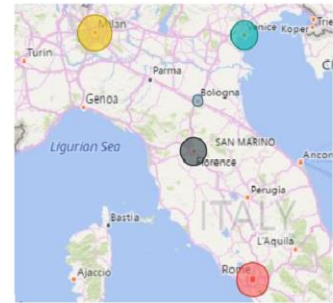 Milan
Venice
Koper
Trie
Turin
Parma
Genoa
Bologna
Ligurian Sea
SAN MARINO
Florence
Ancon
Perugia
ITALY
Bastia
L'Aquila
Ajaccio
Rome